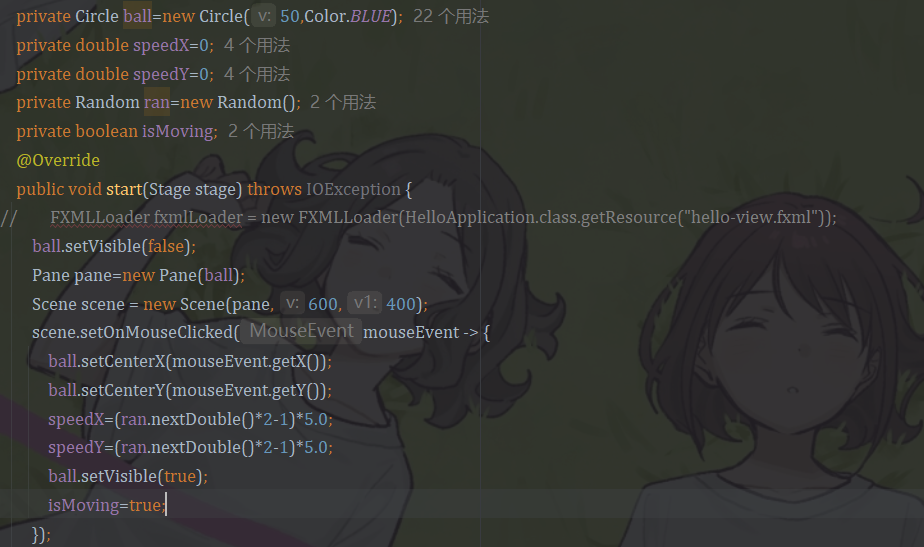 private Circle ball=new Circle( v: 50,Color.BLUE);  22 个用法
private double speedX=0;  4 个用法
private double speedY=0;  4 个用法
private Random ran=new Random();  2 个用法
private boolean isMoving;  2 个用法
@Override
public void start(Stage stage) throws IOException {
//      FXMLLoader fxmlLoader = new FXMLLoader(HelloApplication.class.getResource("hello-view.fxml"));
ball.setVisible(false);
Pane pane=new Pane(ball);
Scene scene = new Scene(pane, v: 600, v1: 400);
scene.setOnMouseClicked( MouseEvent mouseEvent -> {
ball.setCenterX(mouseEvent.getX());
ball.setCenterY(mouseEvent.getY());
speedX=(ran.nextDouble()*2-1)*5.0;
speedY=(ran.nextDouble()*2-1)*5.0;
ball.setVisible(true);
isMoving=true;
});